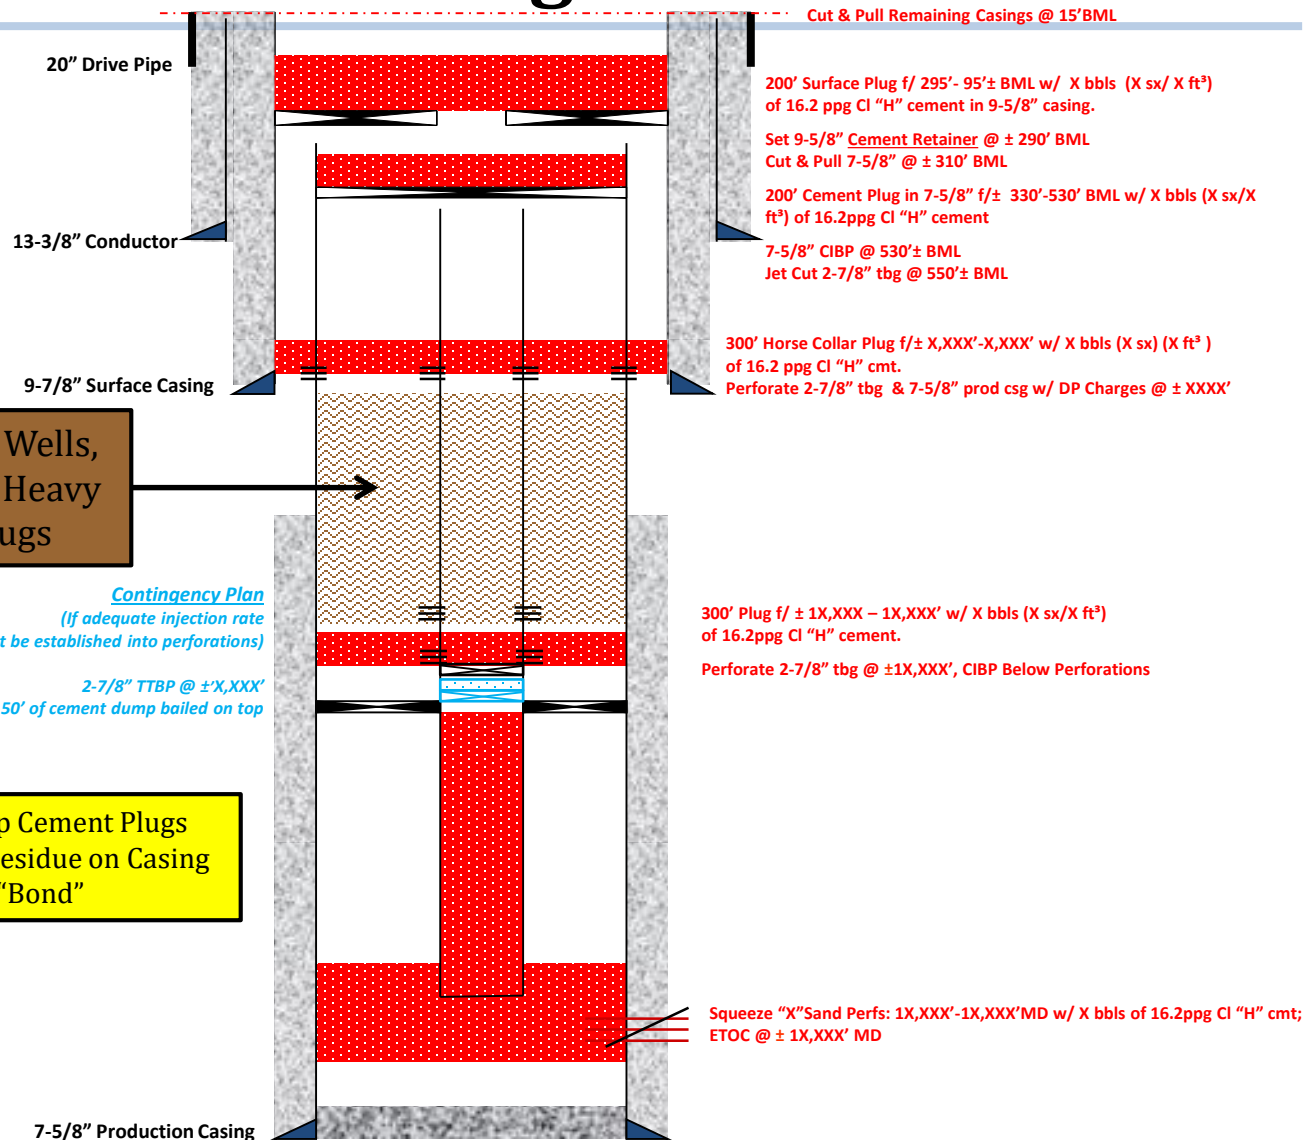 g
Cut & Pull Remaining Casings @ 15’BML
20” Drive Pipe
200’ Surface Plug f/ 295’- 95’± BML w/ X bbls (X sx/ X ft³)
of 16.2 ppg Cl “H” cement in 9-5/8” casing.
Set 9-5/8” Cement Retainer @ ± 290’ BML
Cut & Pull 7-5/8” @ ± 310’ BML
200’ Cement Plug in 7-5/8” f/± 330’-530’ BML w/ X bbls (X sx/X
ft³) of 16.2ppg Cl “H” cement
13-3/8” Conductor
7-5/8” CIBP @ 530’± BML
Jet Cut 2-7/8” tbg @ 550’± BML
300’ Horse Collar Plug f/± X,XXX’-X,XXX’ w/ X bbls (X sx) (X ft³ )
of 16.2 ppg Cl “H” cmt.
Perforate 2-7/8” tbg & 7-5/8” prod csg w/ DP Charges @ ± XXXX’
9-7/8” Surface Casing
Wells,
Heavy
ugs
Contingency Plan
(If adequate injection rate
t be established into perforations)
2-7/8” TTBP @ ±’X,XXX’
50’ of cement dump bailed on top
300’ Plug f/ ± 1X,XXX – 1X,XXX’ w/ X bbls (X sx/X ft³)
of 16.2ppg Cl “H” cement.
Perforate 2-7/8” tbg @ ±1X,XXX’, CIBP Below Perforations
p Cement Plugs
esidue on Casing
“Bond”
Squeeze “X”Sand Perfs: 1X,XXX’-1X,XXX’MD w/ X bbls of 16.2ppg Cl “H” cmt;
ETOC @ ± 1X,XXX’ MD
7-5/8” Production Casing